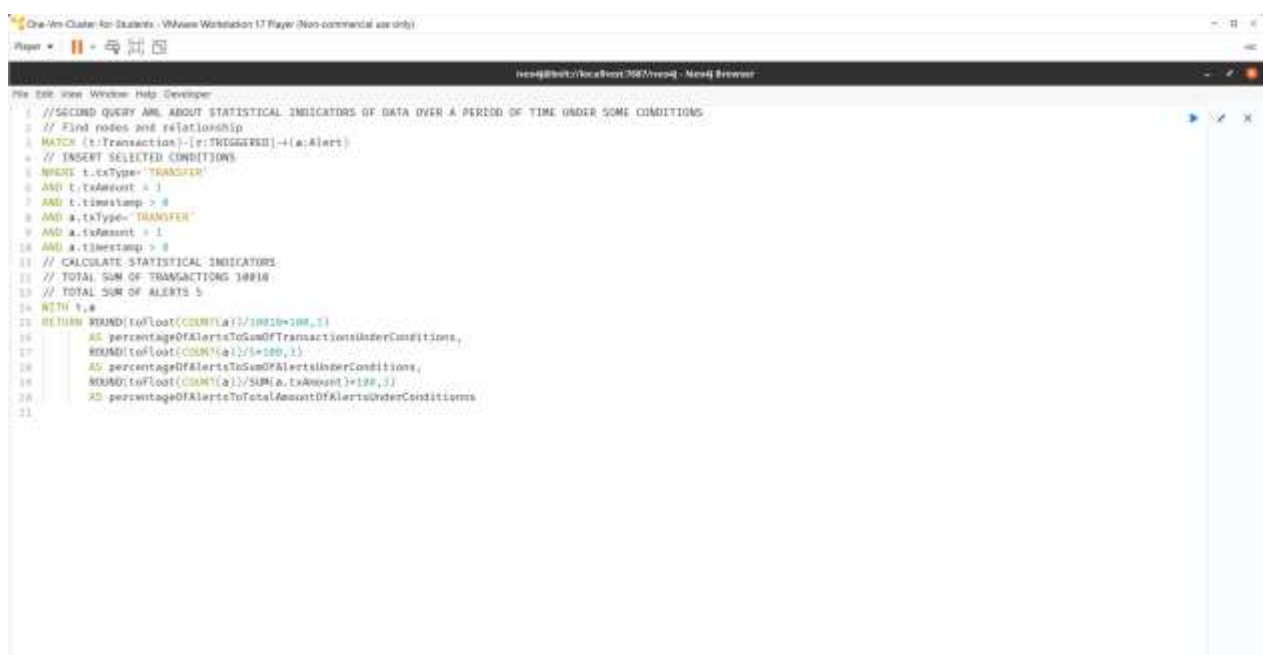 One-Vm-Cluster-for-Students - VMware Workstation 17 Player (Non-commercial use only)
Player
neo4j@bolt://localhost:7687/neo4j - Neo4j Browser
File Edit View Window Help Developer
1 //SECOND QUERY AML ABOUT STATISTICAL INDICATORS OF DATA OVER A PERIOD OF TIME UNDER SOME CONDITIONS
2 // Find nodes and relationship
3 MATCH (t:Transaction)-[r:TRIGGERED]→(a:Alert)
4 // INSERT SELECTED CONDITIONS
5 WHERE t.txType='TRANSFER'
6 AND t.txAmount > 1
7 AND t.timestamp > 0
8 AND a.txType='TRANSFER'
9 AND a.txAmount > 1
10 AND a.timestamp > 0
11 // CALCULATE STATISTICAL INDICATORS
12 // TOTAL SUM OF TRANSACTIONS 10010
13 // TOTAL SUM OF ALERTS 5
14 WITH t,a
15 RETURN ROUND(toFloat(COUNT(a))/10010*100,3)
16 AS percentageOfAlertsToSumOfTransactionsUnderConditions,
17 ROUND(toFloat(COUNT(a))/5*100,3)
18 AS percentageOfAlertsToSumOfAlertsUnderConditions,
19 ROUND(toFloat(COUNT(a))/SUM(a.txAmount)*100,3)
20 AS percentageOfAlertsToTotalAmountOfAlertsUnderConditionns
21